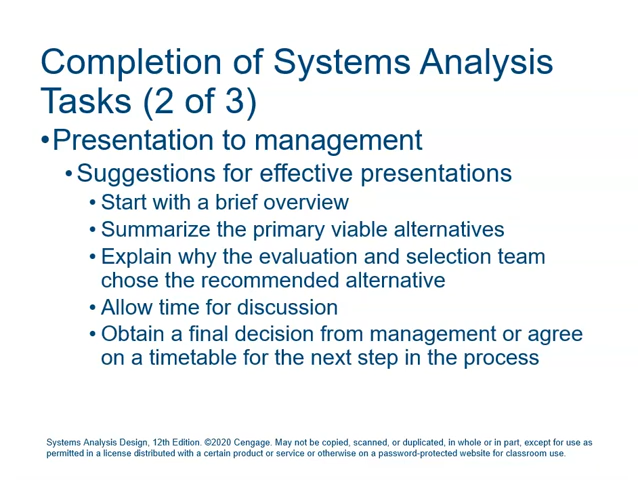 Completion of Systems Analysis
Tasks (2 of 3)
•Presentation to management
•Suggestions for effective presentations
• Start with a brief overview
• Summarize the primary viable alternatives
• Explain why the evaluation and selection team
chose the recommended alternative
• Allow time for discussion
• Obtain a final decision from management or agree
on a timetable for the next step in the process
Systems Analysis Design, 12th Edition. ©2020 Cengage. May not be copied, scanned, or duplicated, in whole or in part, except for use as
permitted in a license distributed with a certain product or service or otherwise on a password-protected website for classroom use.